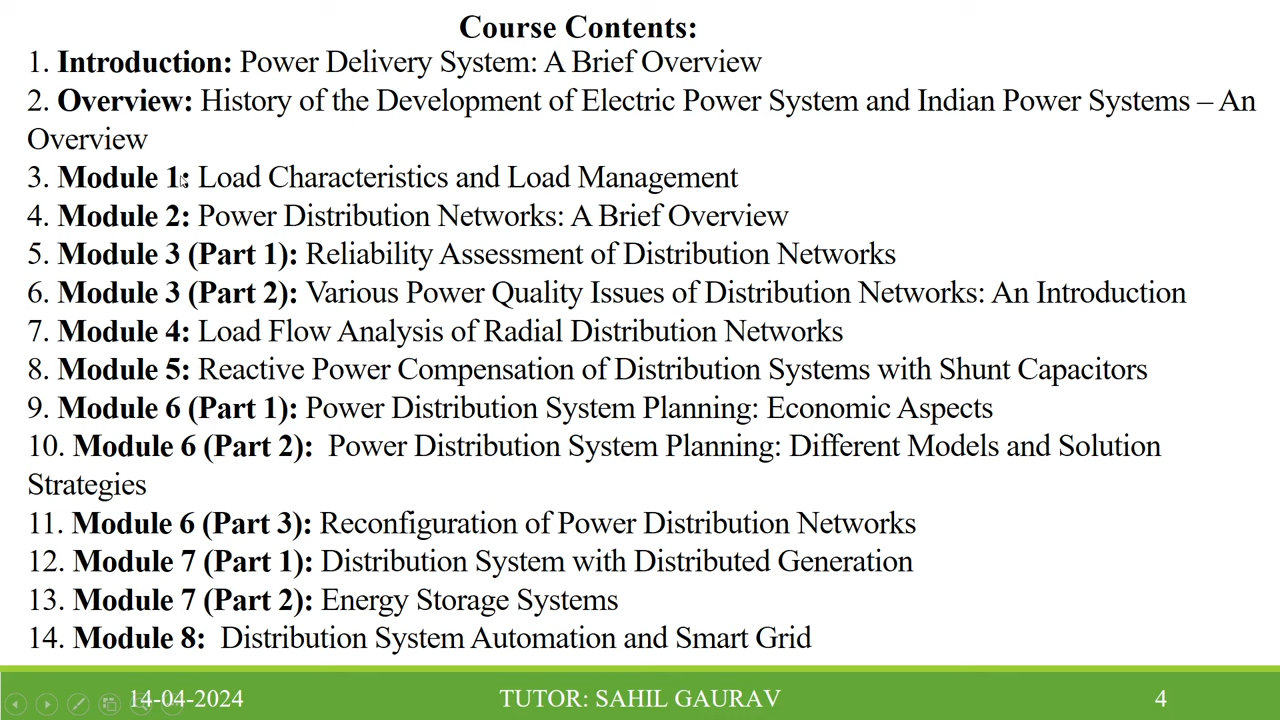 Course Contents:
1. Introduction: Power Delivery System: A Brief Overview
2. Overview: History of the Development of Electric Power System and Indian Power Systems – An
Overview
3. Module 1: Load Characteristics and Load Management
4. Module 2: Power Distribution Networks: A Brief Overview
5. Module 3 (Part 1): Reliability Assessment of Distribution Networks
6. Module 3 (Part 2): Various Power Quality Issues of Distribution Networks: An Introduction
7. Module 4: Load Flow Analysis of Radial Distribution Networks
8. Module 5: Reactive Power Compensation of Distribution Systems with Shunt Capacitors
9. Module 6 (Part 1): Power Distribution System Planning: Economic Aspects
10. Module 6 (Part 2): Power Distribution System Planning: Different Models and Solution
Strategies
11. Module 6 (Part 3): Reconfiguration of Power Distribution Networks
12. Module 7 (Part 1): Distribution System with Distributed Generation
13. Module 7 (Part 2): Energy Storage Systems
14. Module 8: Distribution System Automation and Smart Grid
14-04-2024 TUTOR: SAHIL GAURAV 4